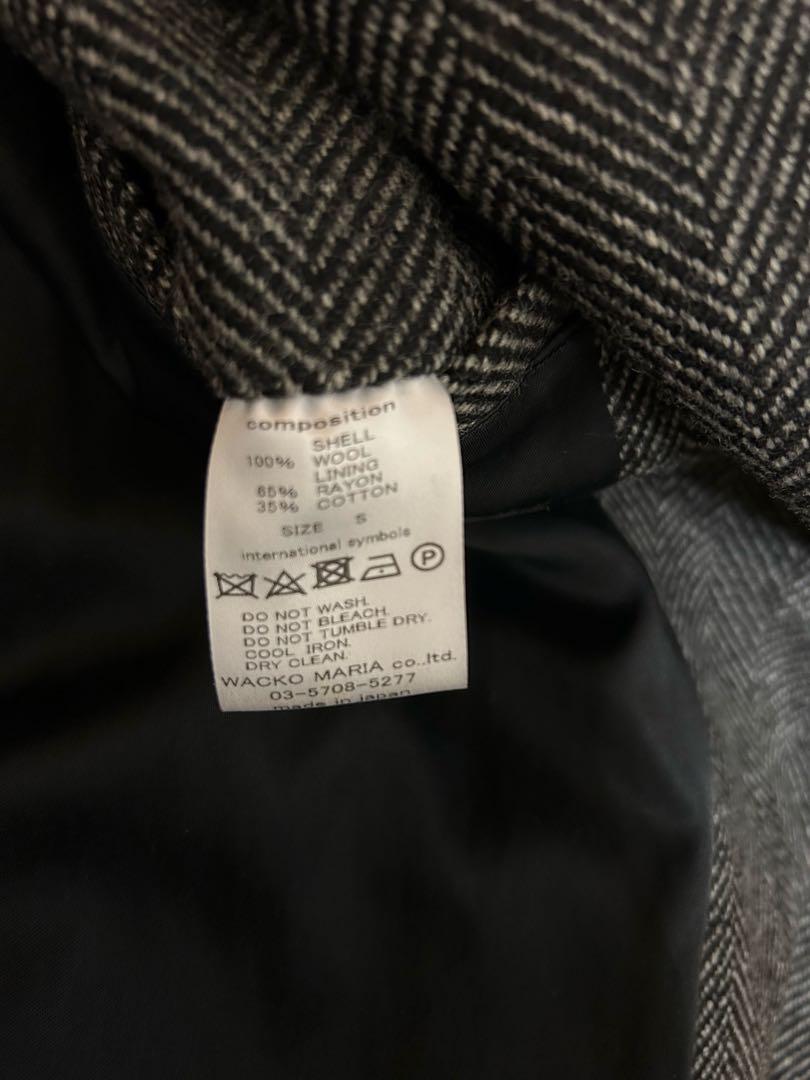 composition
SHELL
100% WOOL
LINING
65% RAYON
35% COTTON
SIZE S
international symbols
P
DO NOT WASH.
DO NOT BLEACH.
DO NOT TUMBLE DRY.
COOL IRON.
DRY CLEAN.
WACKO MARIA co.,ltd.
03-5708-5277
made in japan